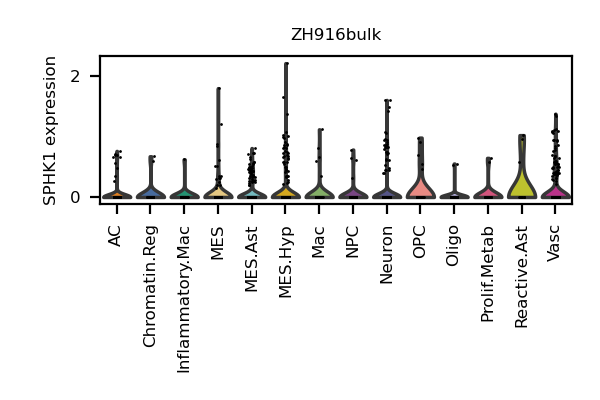 ZH916bulk
SPHK1 expression
2
0
AC
Chromatin.Reg
Inflammatory.Mac
MES
MES.Ast
MES.Hyp
Mac
NPC
Neuron
OPC
Oligo
Prolif.Metab
Reactive.Ast
Vasc